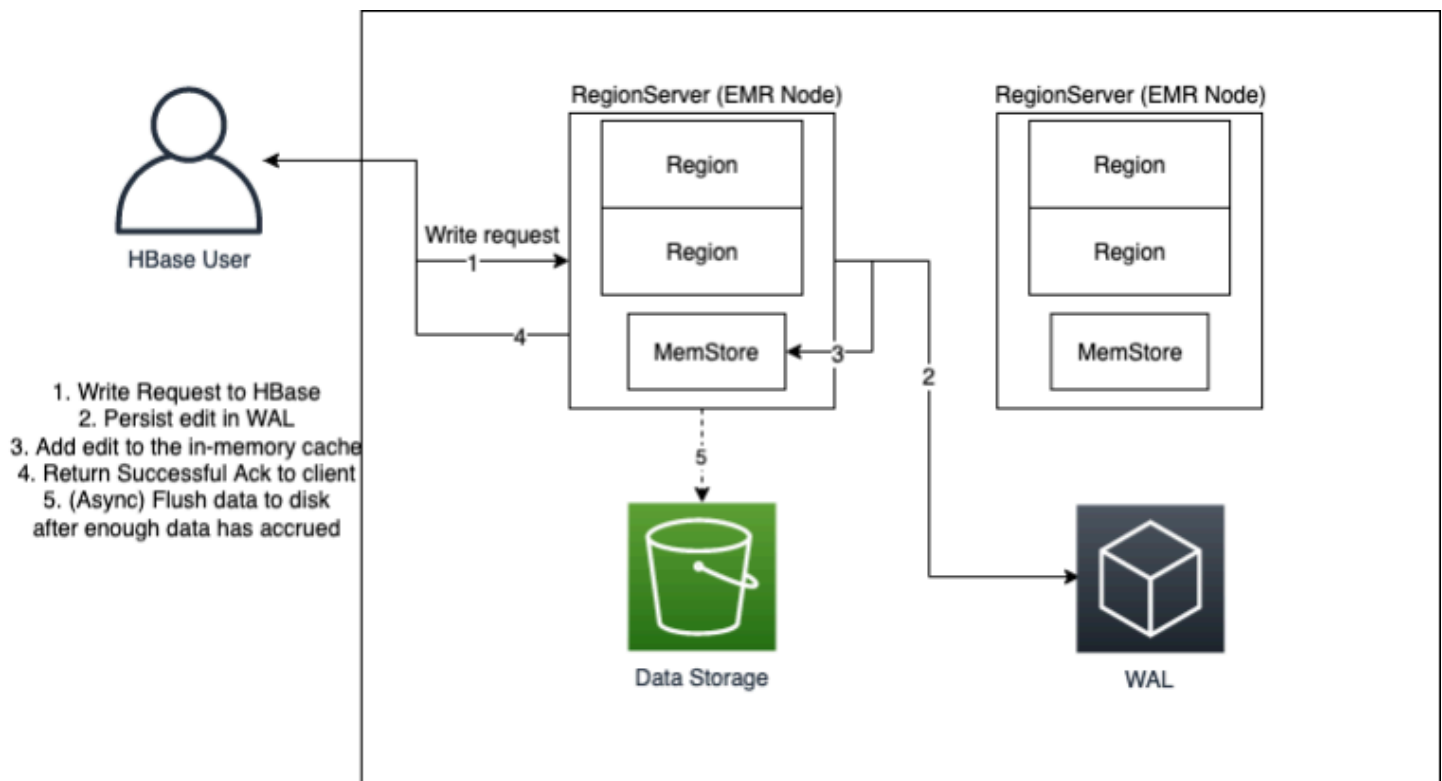 RegionServer (EMR Node)
RegionServer (EMR Node)
Region
Region
Write request
Region
Region
HBase User
1
4
MemStore
3
MemStore
2
1. Write Request to HBase
2. Persist edit in WAL
3. Add edit to the in-memory cache
4. Return Successful Ack to client
5. (Async) Flush data to disk
after enough data has accrued
5
Data Storage
WAL